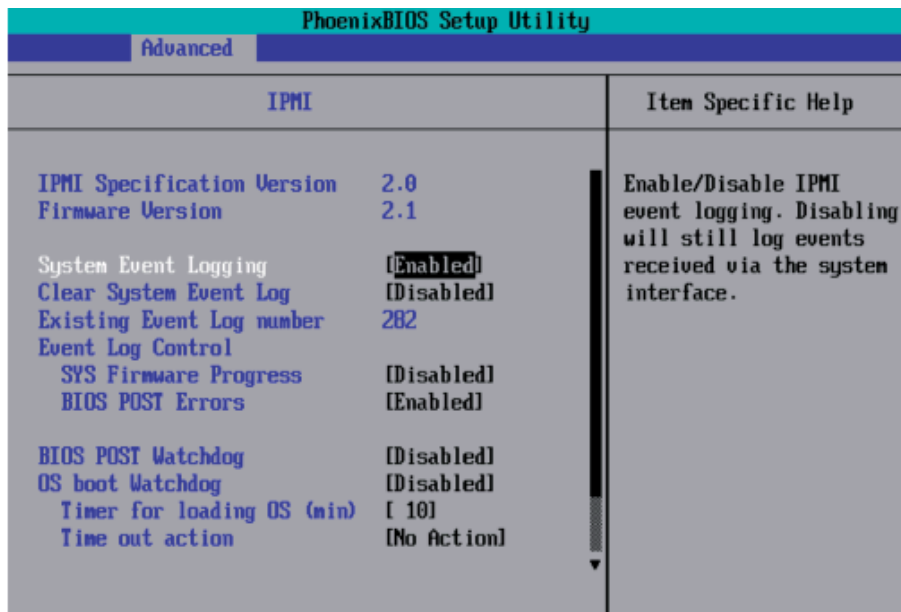 PhoenixBIOS Setup Utility
Advanced
IPMI
IPMI Specification Version 2.0
Firmware Version 2.1
System Event Logging [Enabled]
Clear System Event Log [Disabled]
Existing Event Log number 282
Event Log Control
SYS Firmware Progress [Disabled]
BIOS POST Errors [Enabled]
BIOS POST Watchdog [Disabled]
OS boot Watchdog [Disabled]
Timer for loading OS (min) [ 10]
Time out action [No Action]
Item Specific Help
Enable/Disable IPMI
event logging. Disabling
will still log events
received via the system
interface.